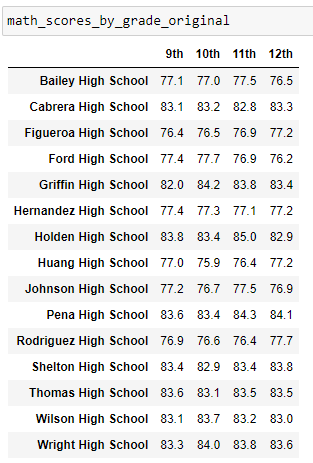 math_scores_by_grade_original
9th 10th 11th 12th
Bailey High School 77.1 77.0 77.5 76.5
Cabrera High School 83.1 83.2 82.8 83.3
Figueroa High School 76.4 76.5 76.9 77.2
Ford High School 77.4 77.7 76.9 76.2
Griffin High School 82.0 84.2 83.8 83.4
Hernandez High School 77.4 77.3 77.1 77.2
Holden High School 83.8 83.4 85.0 82.9
Huang High School 77.0 75.9 76.4 77.2
Johnson High School 77.2 76.7 77.5 76.9
Pena High School 83.6 83.4 84.3 84.1
Rodriguez High School 76.9 76.6 76.4 77.7
Shelton High School 83.4 82.9 83.4 83.8
Thomas High School 83.6 83.1 83.5 83.5
Wilson High School 83.1 83.7 83.2 83.0
Wright High School 83.3 84.0 83.8 83.6